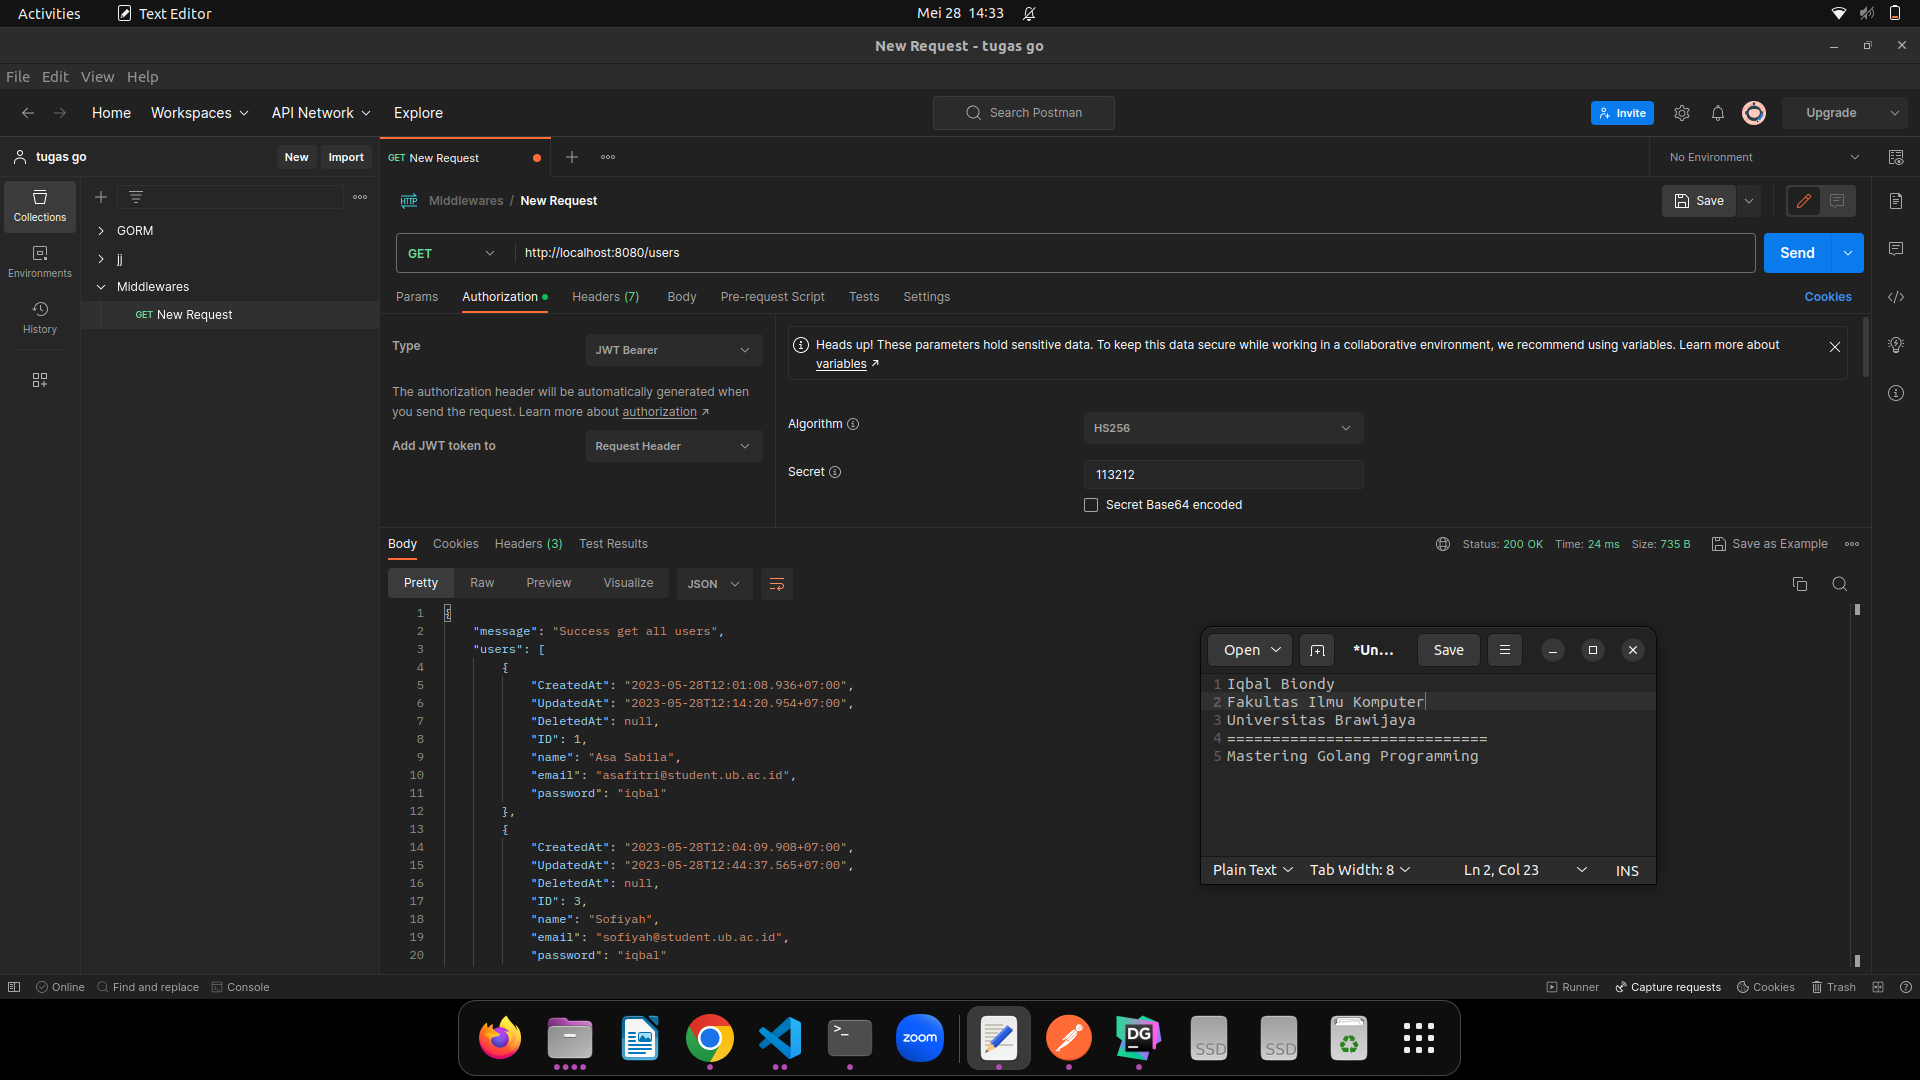 Activities Text Editor Mei 28 14:33
New Request - tugas go
File Edit View Help
Home Workspaces API Network Explore Search Postman Invite Upgrade
tugas go New Import GET New Request No Environment
Collections
Environments
History
GORM
jj
Middlewares
GET New Request
HTTP Middlewares / New Request Save
GET http://localhost:8080/users Send
Params Authorization Headers (7) Body Pre-request Script Tests Settings Cookies
Type JWT Bearer
The authorization header will be automatically generated when
you send the request. Learn more about authorization ↗
Add JWT token to Request Header
Heads up! These parameters hold sensitive data. To keep this data secure while working in a collaborative environment, we recommend using variables. Learn more about
variables ↗
Algorithm HS256
Secret 113212
Secret Base64 encoded
Body Cookies Headers (3) Test Results Status: 200 OK Time: 24 ms Size: 735 B Save as Example
Pretty Raw Preview Visualize JSON
1 {
2 "message": "Success get all users",
3 "users": [
4 {
5 "CreatedAt": "2023-05-28T12:01:08.936+07:00",
6 "UpdatedAt": "2023-05-28T12:14:20.954+07:00",
7 "DeletedAt": null,
8 "ID": 1,
9 "name": "Asa Sabila",
10 "email": "asafitri@student.ub.ac.id",
11 "password": "iqbal"
12 },
13 {
14 "CreatedAt": "2023-05-28T12:04:09.908+07:00",
15 "UpdatedAt": "2023-05-28T12:44:37.565+07:00",
16 "DeletedAt": null,
17 "ID": 3,
18 "name": "Sofiyah",
19 "email": "sofiyah@student.ub.ac.id",
20 "password": "iqbal"
Open *Un... Save
1 Iqbal Biondy
2 Fakultas Ilmu Komputer
3 Universitas Brawijaya
4 =============================
5 Mastering Golang Programming
Plain Text Tab Width: 8 Ln 2, Col 23 INS
Online Find and replace Console Runner Capture requests Cookies Trash
>_ zoom DG SSD SSD